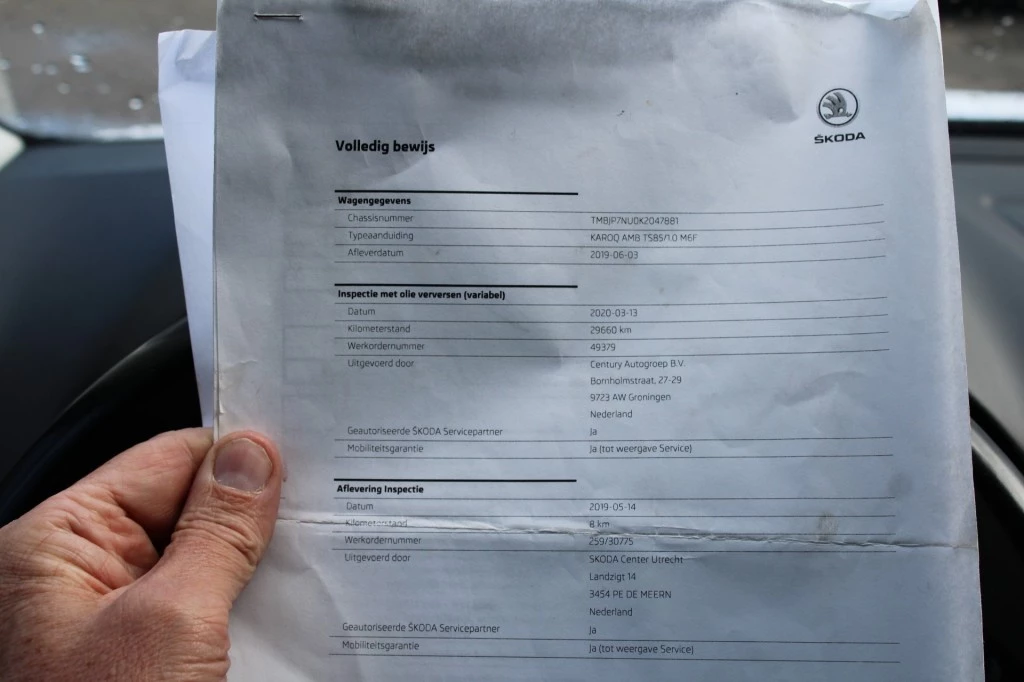 ŠKODA
Volledig bewijs
Wagengegevens
Chassisnummer TMBJP7NU0K2047881
Typeaanduiding KAROQ AMB TS85/1.0 M6F
Afleverdatum 2019-06-03
Inspectie met olie verversen (variabel)
Datum 2020-03-13
Kilometerstand 29660 km
Werkordernummer 49379
Uitgevoerd door Century Autogroep B.V.
Bornholmstraat, 27-29
9723 AW Groningen
Nederland
Geautoriseerde ŠKODA Servicepartner Ja
Mobiliteitsgarantie Ja (tot weergave Service)
Aflevering Inspectie
Datum 2019-05-14
Kilometerstand 8 km
Werkordernummer 259/30775
Uitgevoerd door ŠKODA Center Utrecht
Landzigt 14
3454 PE DE MEERN
Nederland
Geautoriseerde ŠKODA Servicepartner Ja
Mobiliteitsgarantie Ja (tot weergave Service)